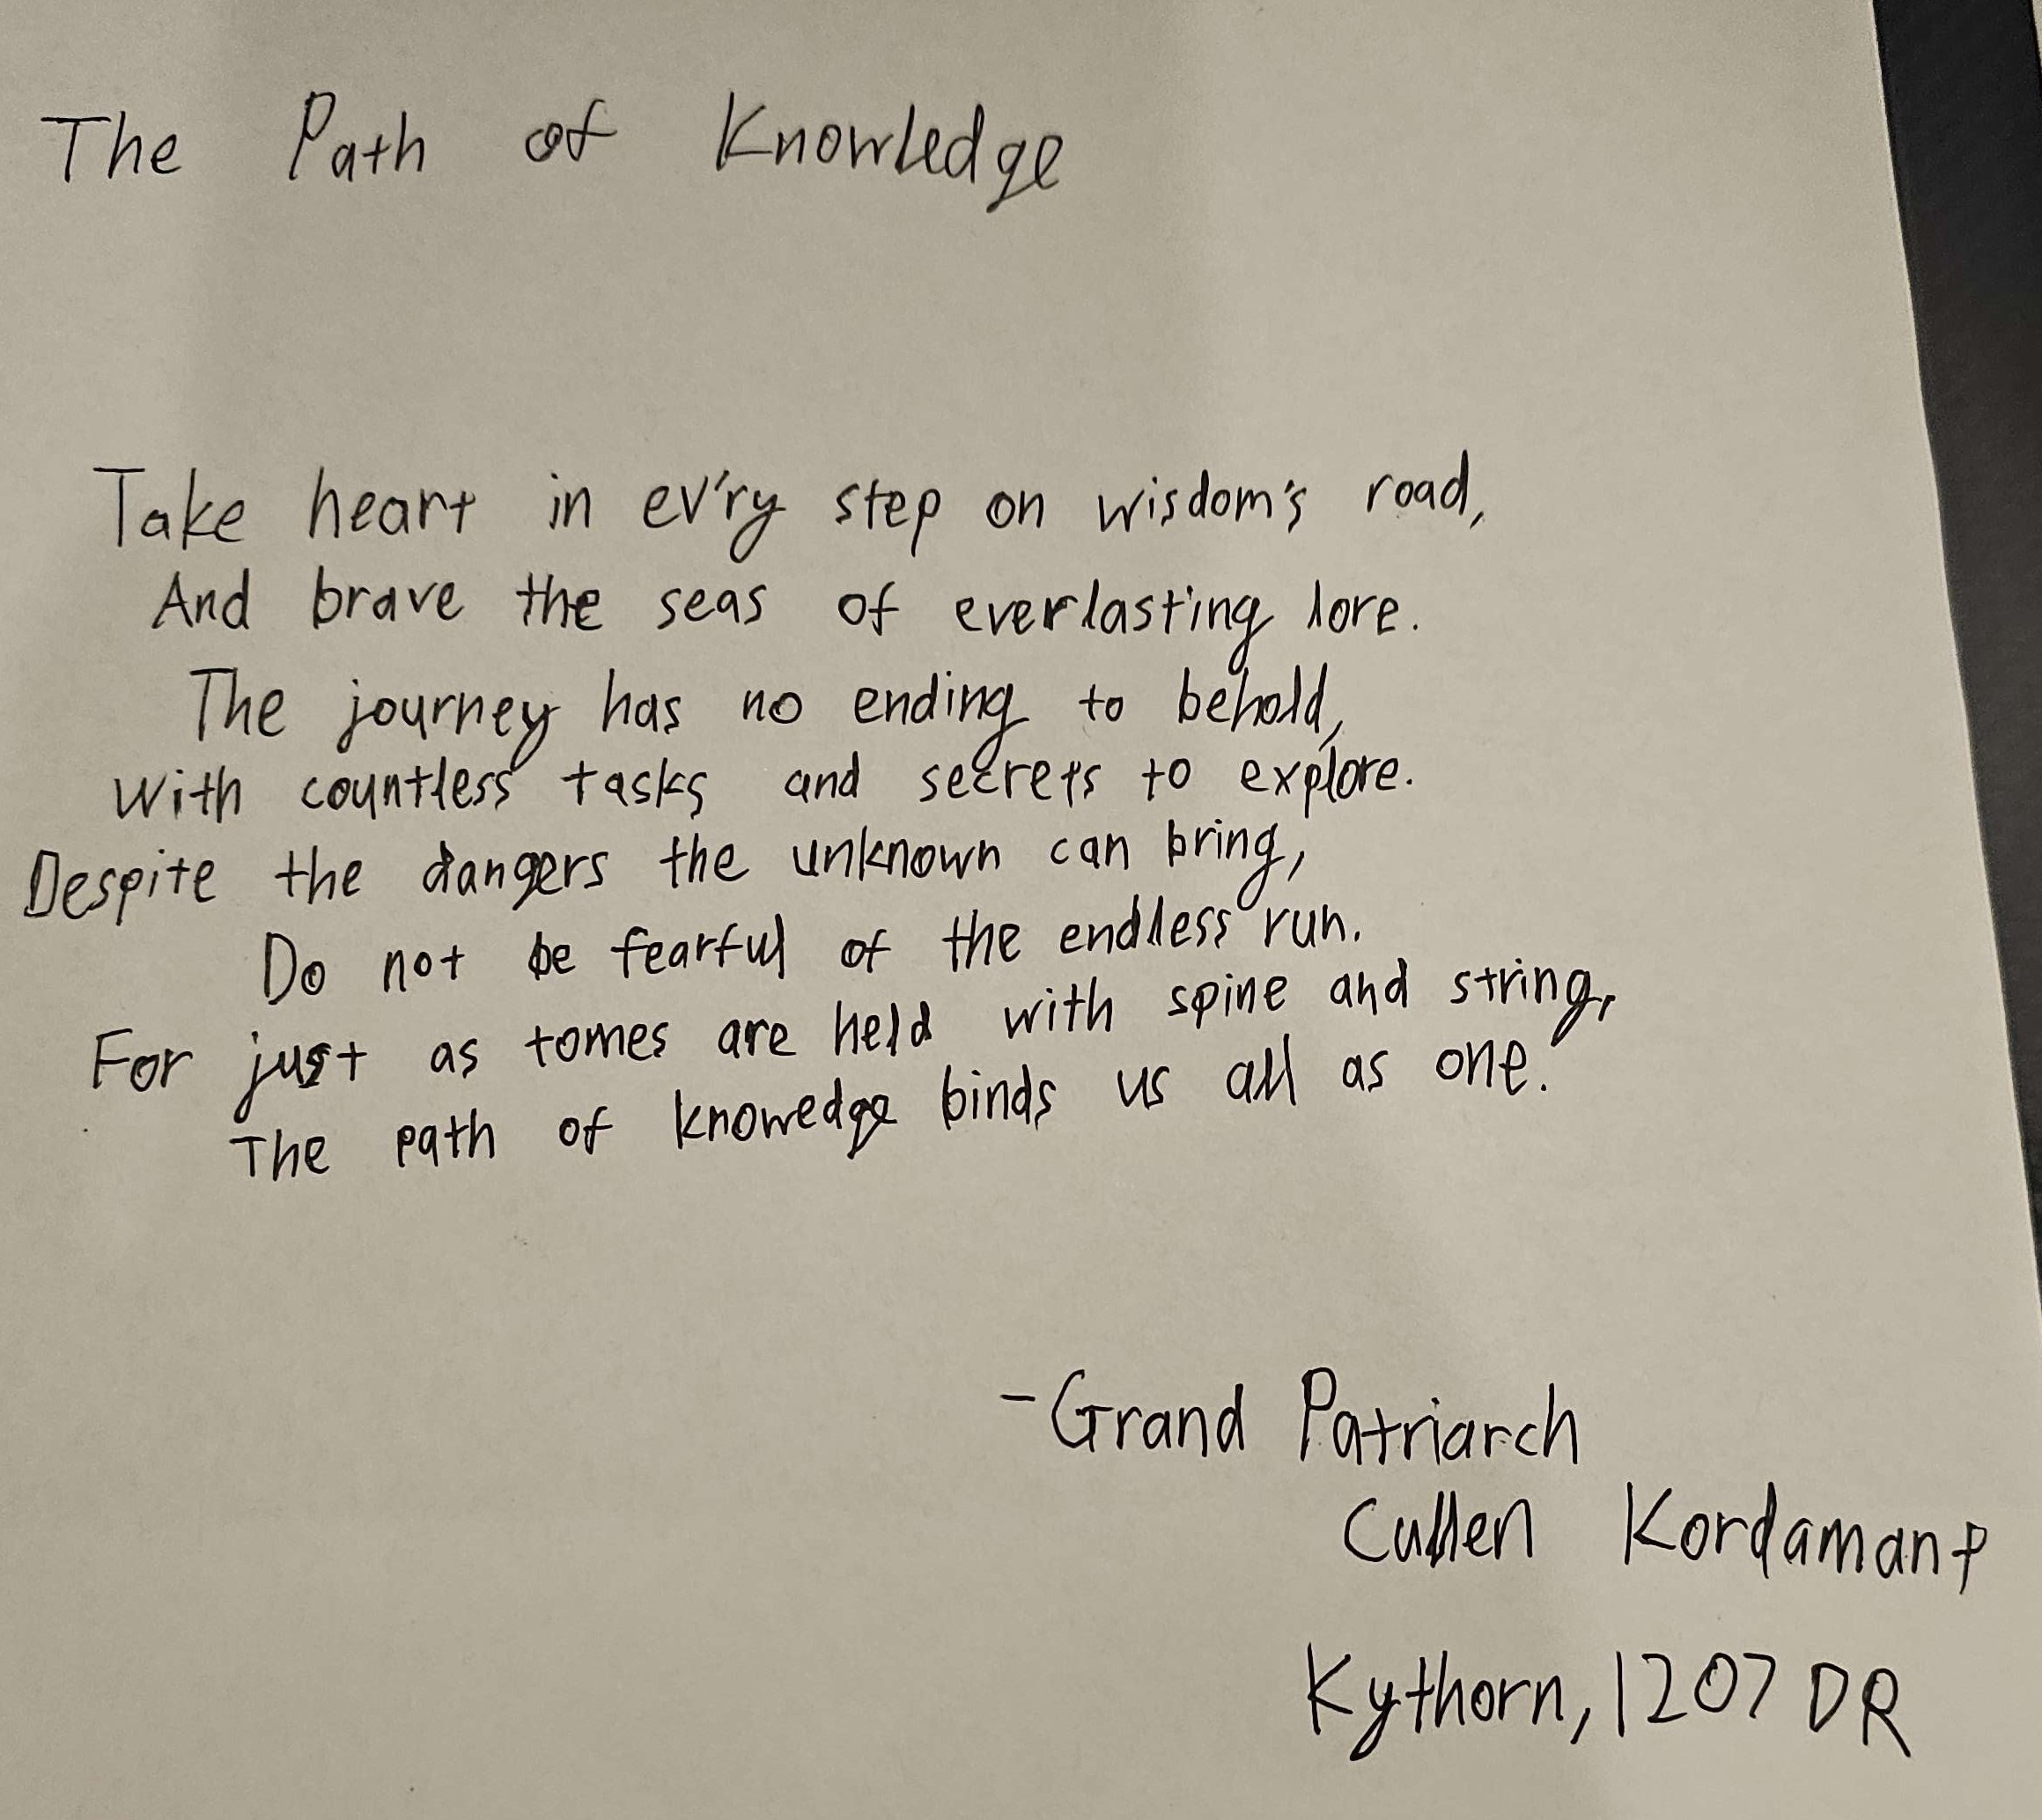 The Path of Knowledge
Take heart in ev'ry step on wisdom's road,
And brave the seas of everlasting lore.
The journey has no ending to behold,
With countless tasks and secrets to explore.
Despite the dangers the unknown can bring,
Do not be fearful of the endless run.
For just as tomes are held with spine and string,
The path of knowedge binds us all as one.
-Grand Patriarch
Cullen Kordamant
Kythorn, 1207 DR